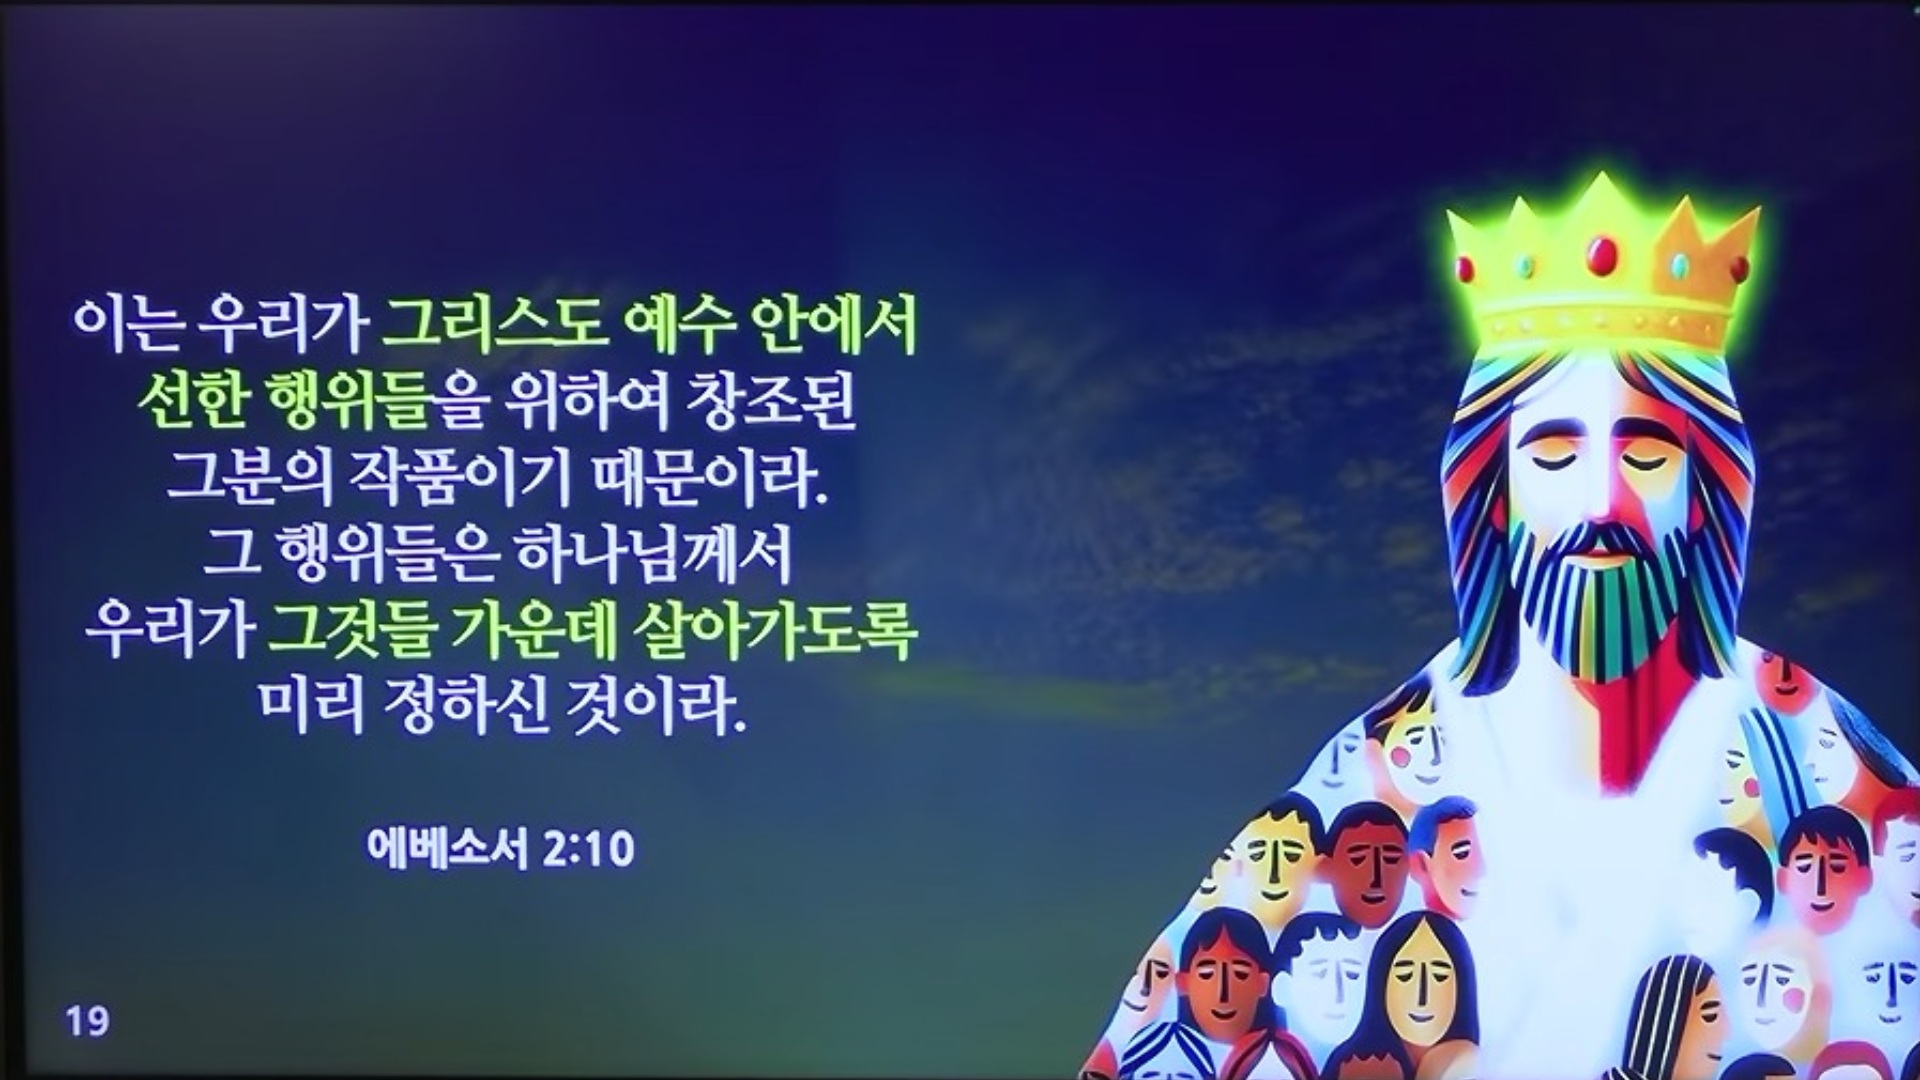 이는 우리가 그리스도 예수 안에서
선한 행위들을 위하여 창조된
그분의 작품이기 때문이라.
그 행위들은 하나님께서
우리가 그것들 가운데 살아가도록
미리 정하신 것이라.
에베소서 2:10
19